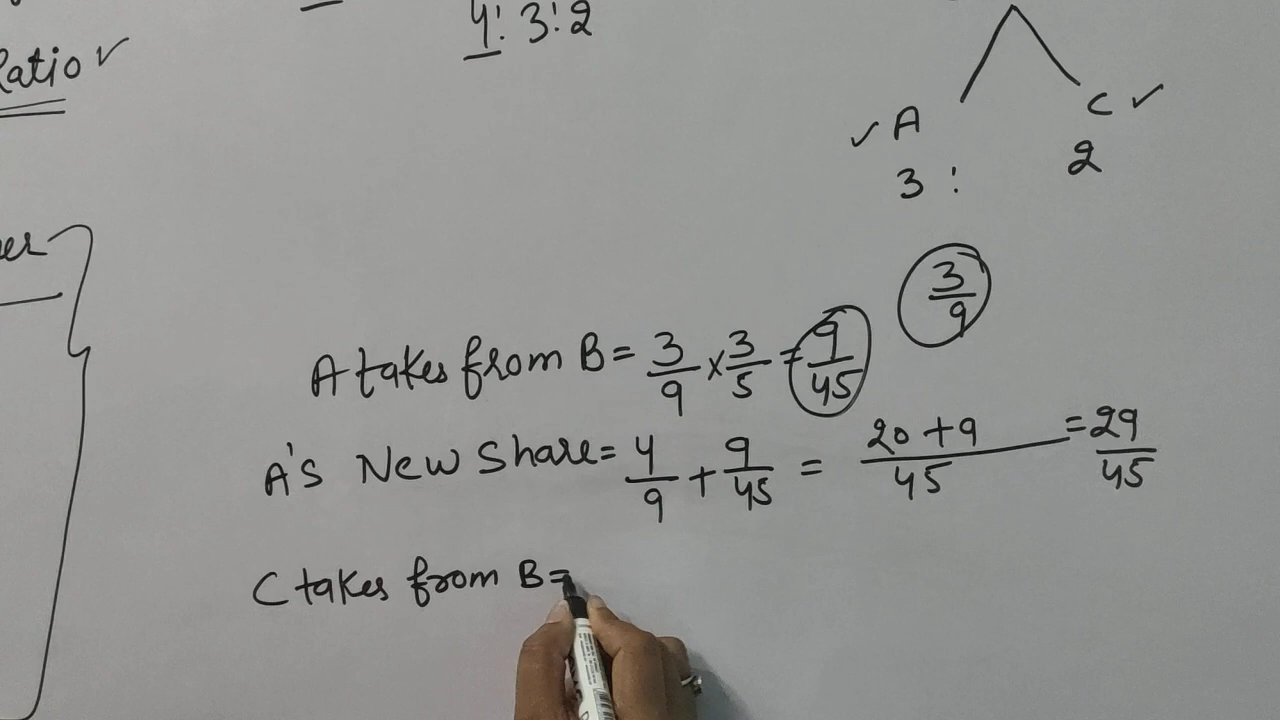 4:3:2
Ratio ✓
✓ A C ✓
3 : 2
3/9
A takes from B = 3/9 × 3/5 = 9/45
A's New Share = 4/9 + 9/45 = 20+9/45 = 29/45
C takes from B =